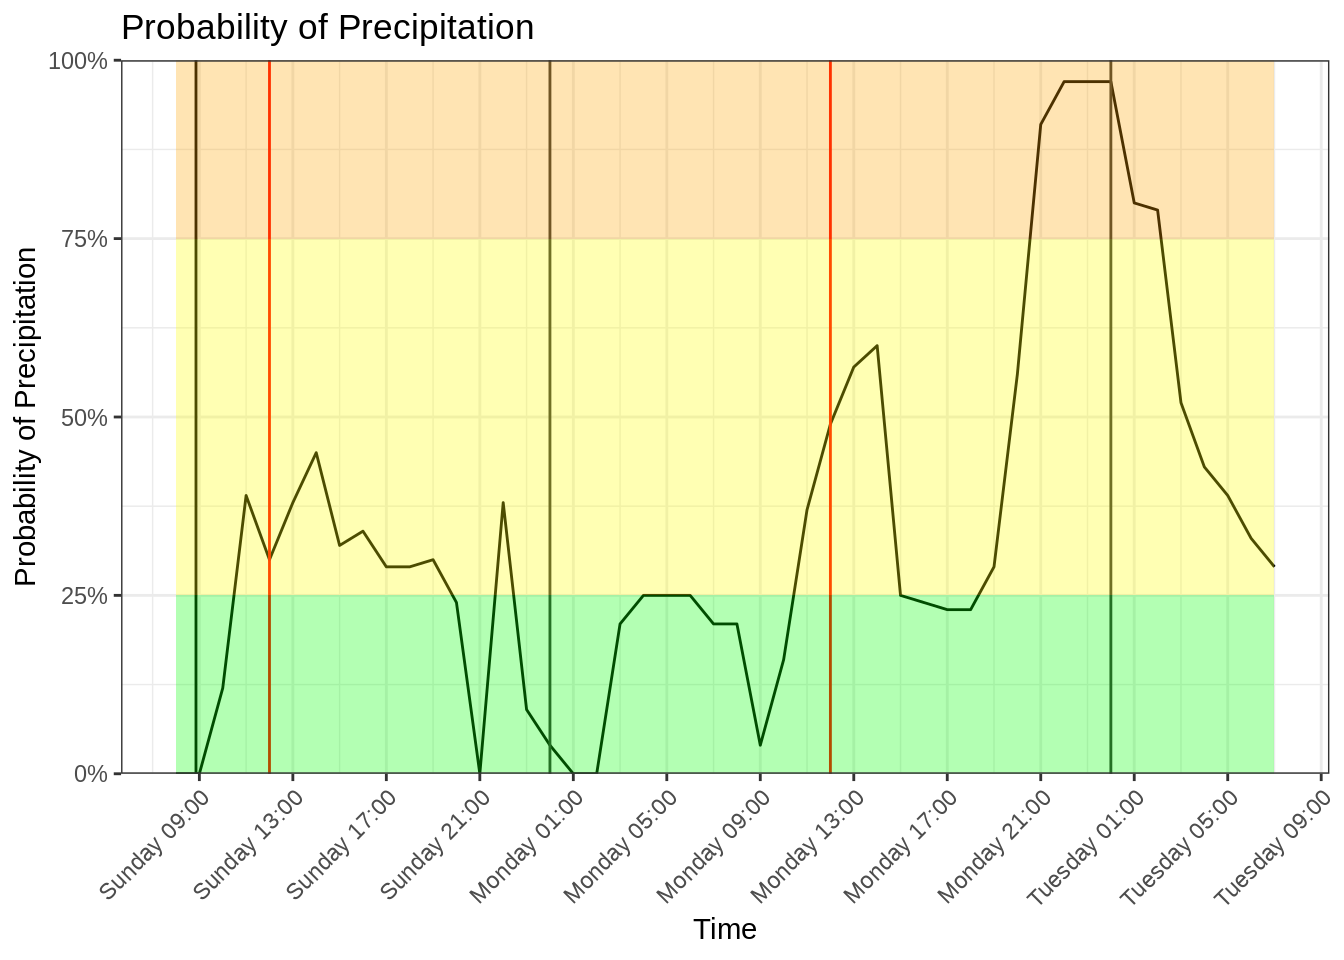 Probability of Precipitation
Probability of Precipitation
100%
75%
50%
25%
0%
Sunday 09:00
Sunday 13:00
Sunday 17:00
Sunday 21:00
Monday 01:00
Monday 05:00
Monday 09:00
Monday 13:00
Monday 17:00
Monday 21:00
Tuesday 01:00
Tuesday 05:00
Tuesday 09:00
Time